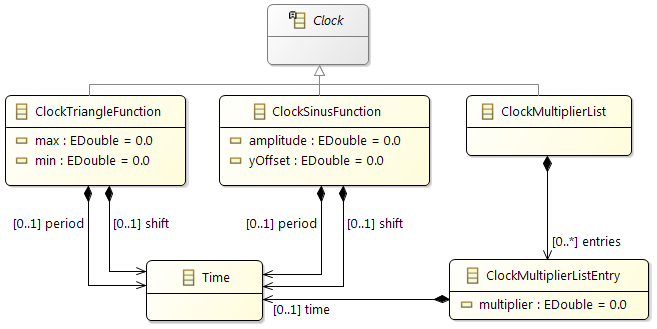 Clock
ClockTriangleFunction
max : EDouble = 0.0
min : EDouble = 0.0
ClockSinusFunction
amplitude : EDouble = 0.0
yOffset : EDouble = 0.0
ClockMultiplierList
[0..1] period
[0..1] shift
[0..1] period
[0..1] shift
[0..*] entries
Time
[0..1] time
ClockMultiplierListEntry
multiplier : EDouble = 0.0